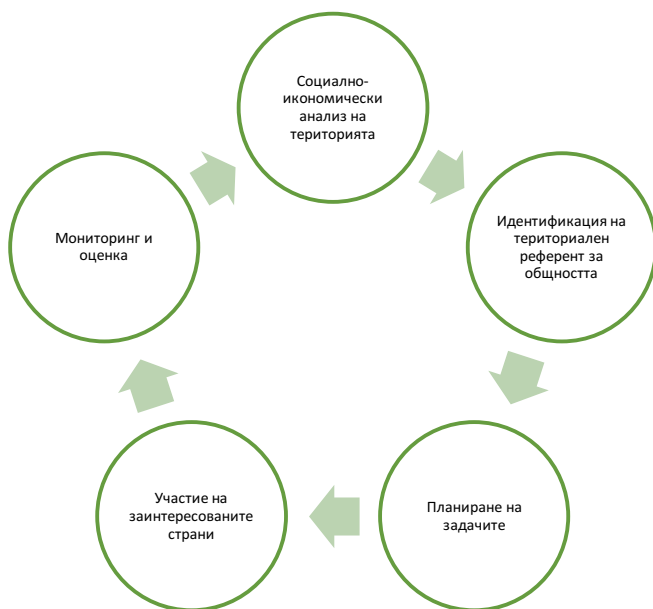 Социално-
икономически
анализ на
територията
Идентификация на
териториален
референт за
общността
Планиране на
задачите
Участие на
заинтересованите
страни
Мониторинг и
оценка